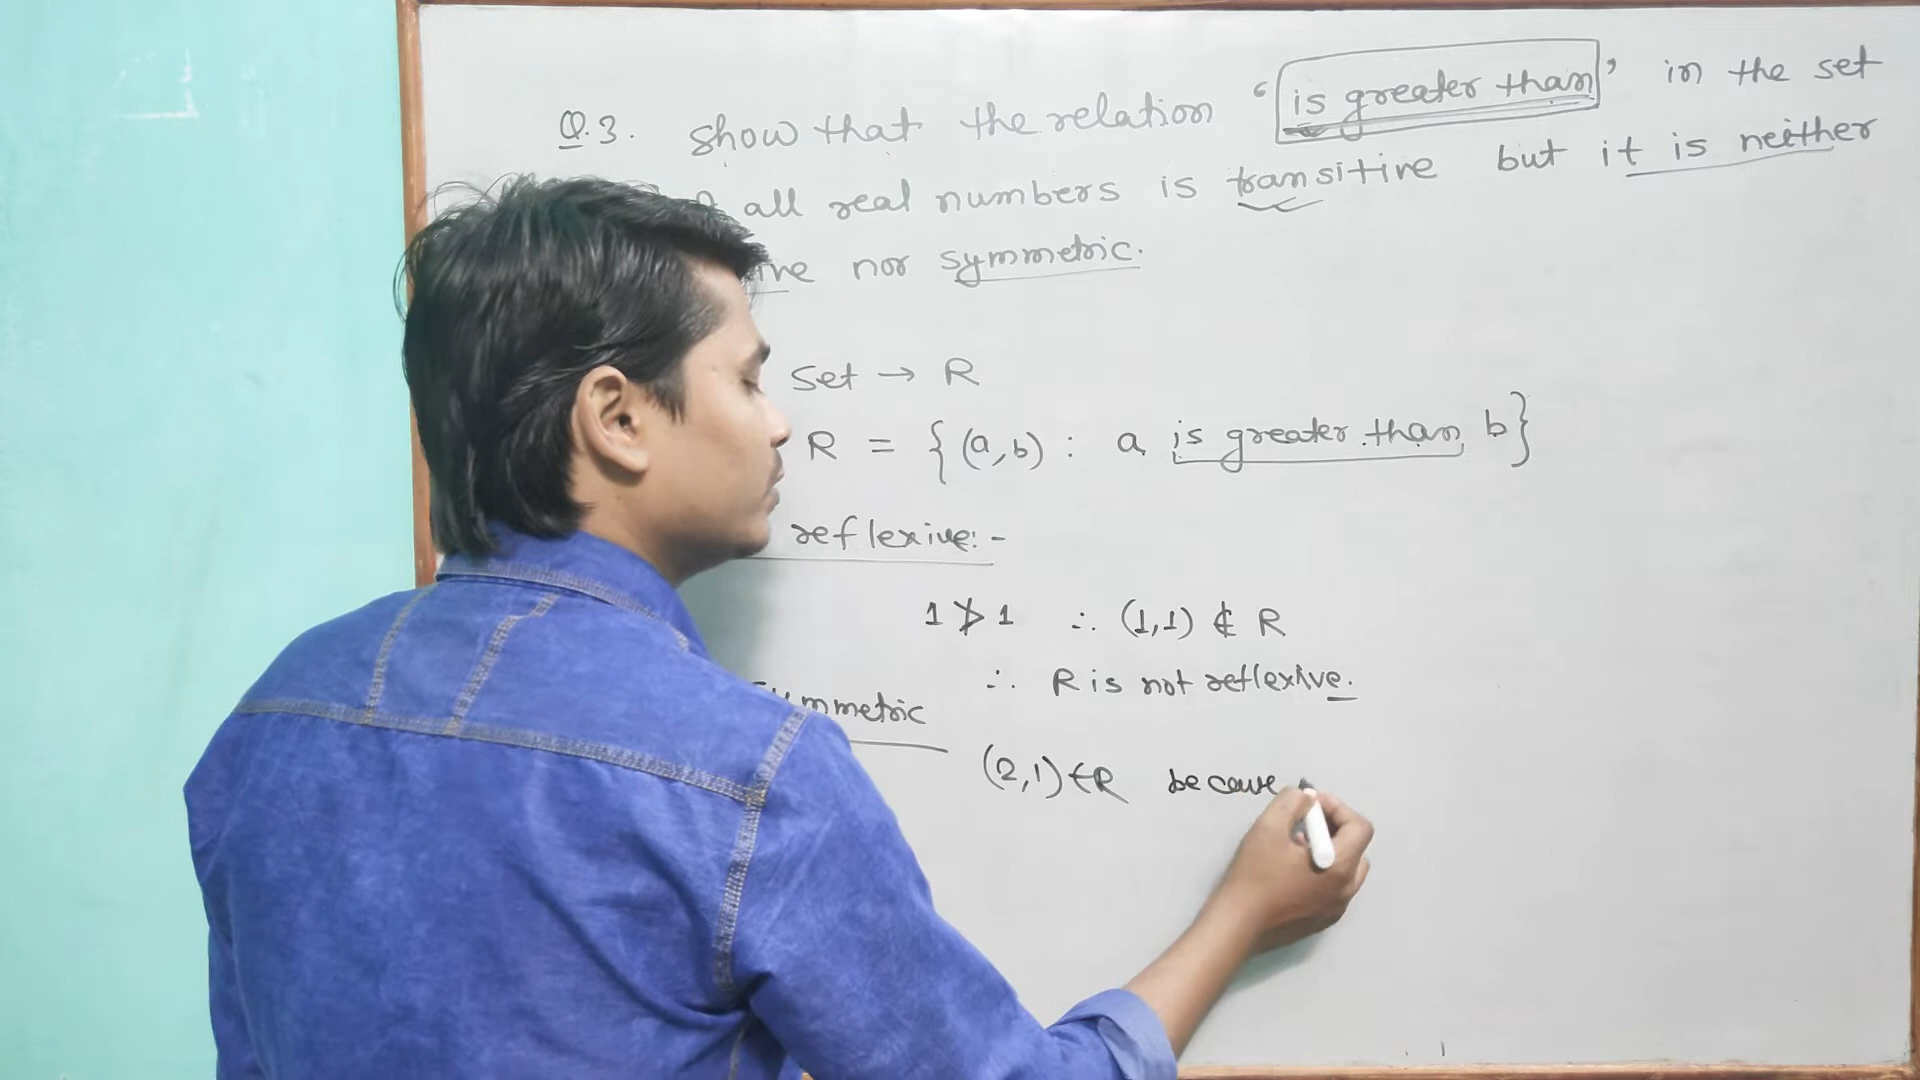 Q.3. show that the relation ‘is greater than’ in the set
all real numbers is transitive but it is neither
nor symmetric.
Set → R
R = {(a,b) : a is greater than b}
reflexive:-
1 ≯ 1 ∴ (1,1) ∉ R
∴ R is not reflexive.
symmetric
(2,1) ∈ R because